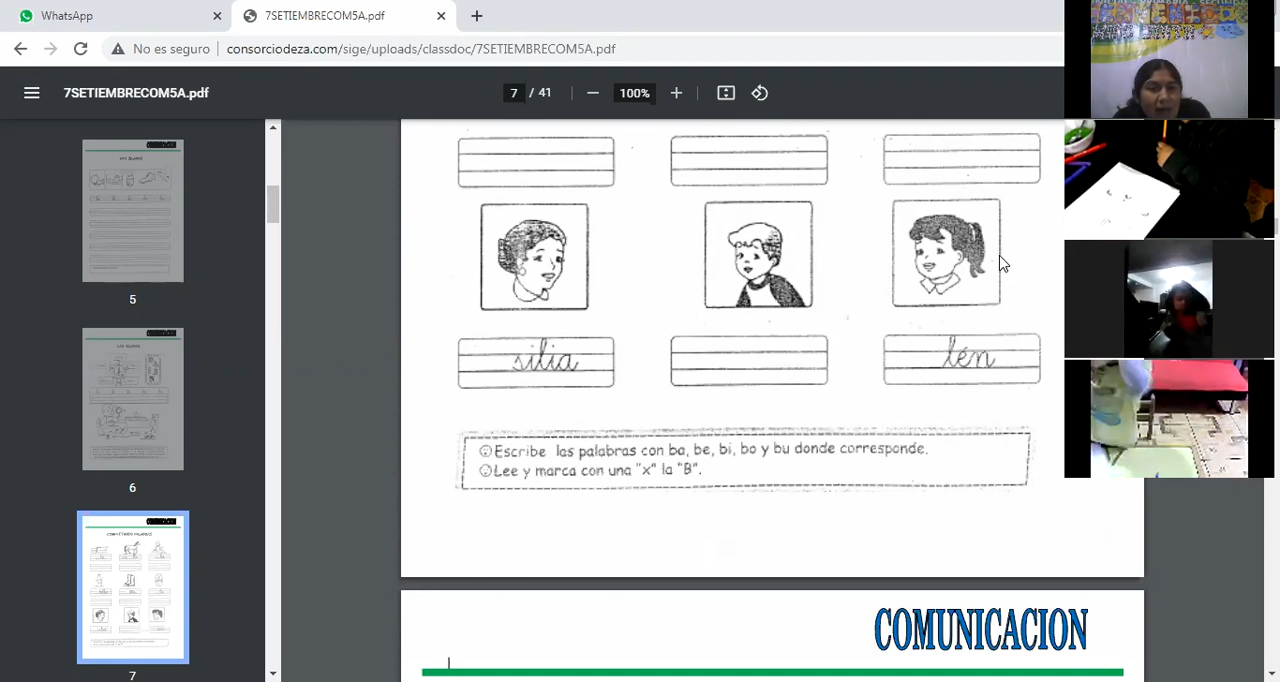 WhatsApp
7SETIEMBRECOM5A.pdf
No es seguro
consorciodeza.com/sige/uploads/classdoc/7SETIEMBRECOM5A.pdf
7SETIEMBRECOM5A.pdf
7 / 41
100%
5
6
7
silia
lén
Escribe las palabras con ba, be, bi, bo y bu donde corresponde.
Lee y marca con una "x" la "B".
COMUNICACION